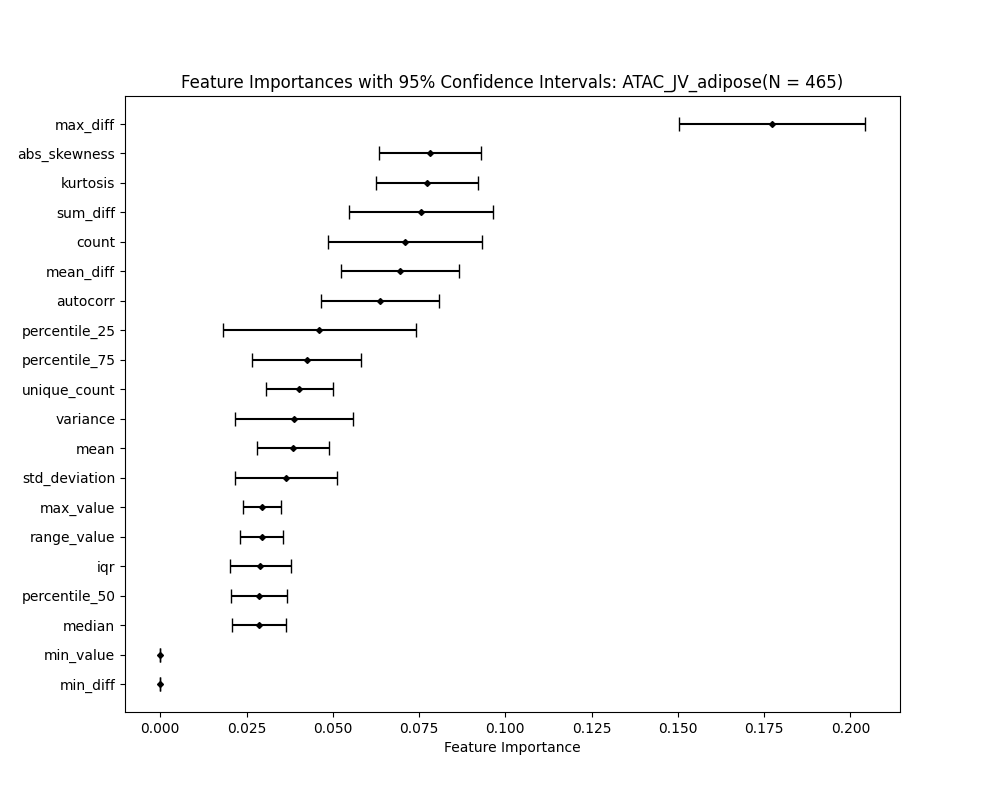 Feature Importances with 95% Confidence Intervals: ATAC_JV_adipose(N = 465)
max_diff
abs_skewness
kurtosis
sum_diff
count
mean_diff
autocorr
percentile_25
percentile_75
unique_count
variance
mean
std_deviation
max_value
range_value
iqr
percentile_50
median
min_value
min_diff
0.000 0.025 0.050 0.075 0.100 0.125 0.150 0.175 0.200
Feature Importance